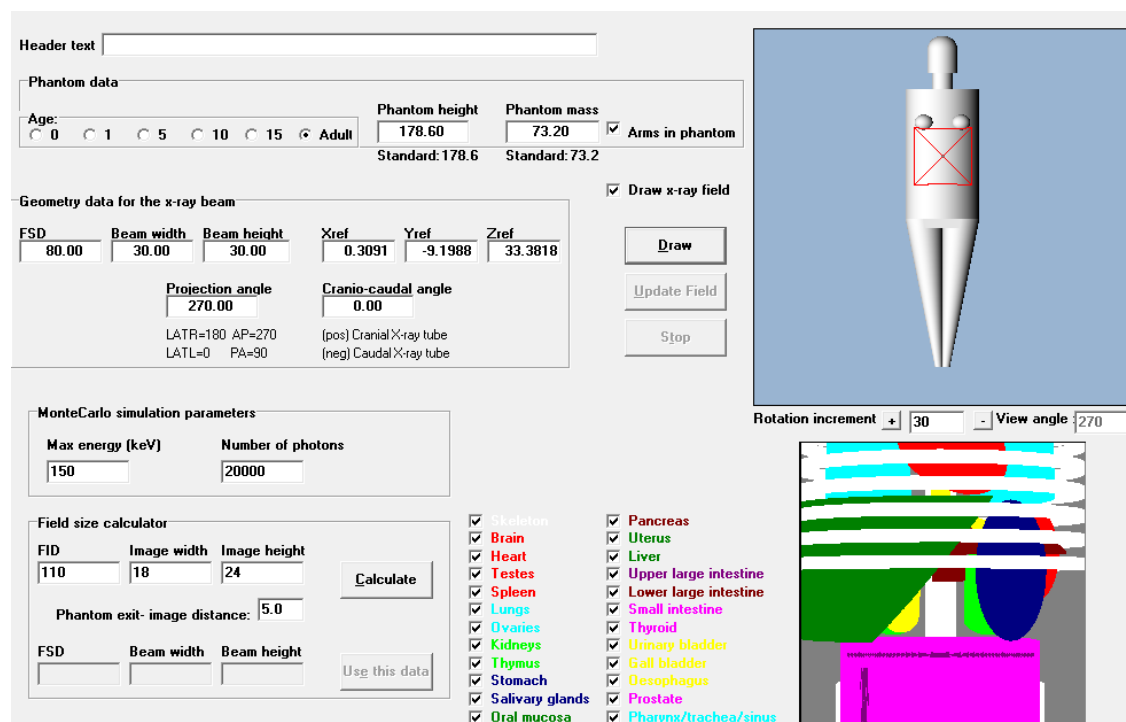 Header text
Phantom data
Age:
0 1 5 10 15 Adult
Phantom height Phantom mass
178.60 73.20 Arms in phantom
Standard: 178.6 Standard: 73.2
Draw x-ray field
Geometry data for the x-ray beam
FSD Beam width Beam height Xref Yref Zref
80.00 30.00 30.00 0.3091 -9.1988 33.3818
Draw
Projection angle Cranio-caudal angle
270.00 0.00
Update Field
LATR=180 AP=270 (pos) Cranial X-ray tube
LATL=0 PA=90 (neg) Caudal X-ray tube
Stop
Rotation increment + 30 - View angle : 270
MonteCarlo simulation parameters
Max energy (keV) Number of photons
150 20000
Field size calculator
FID Image width Image height
110 18 24
Calculate
Phantom exit- image distance: 5.0
FSD Beam width Beam height
Use this data
Skeleton Pancreas
Brain Uterus
Heart Liver
Testes Upper large intestine
Spleen Lower large intestine
Lungs Small intestine
Ovaries Thyroid
Kidneys Urinary bladder
Thymus Gall bladder
Stomach Oesophagus
Salivary glands Prostate
Oral mucosa Pharynx/trachea/sinus